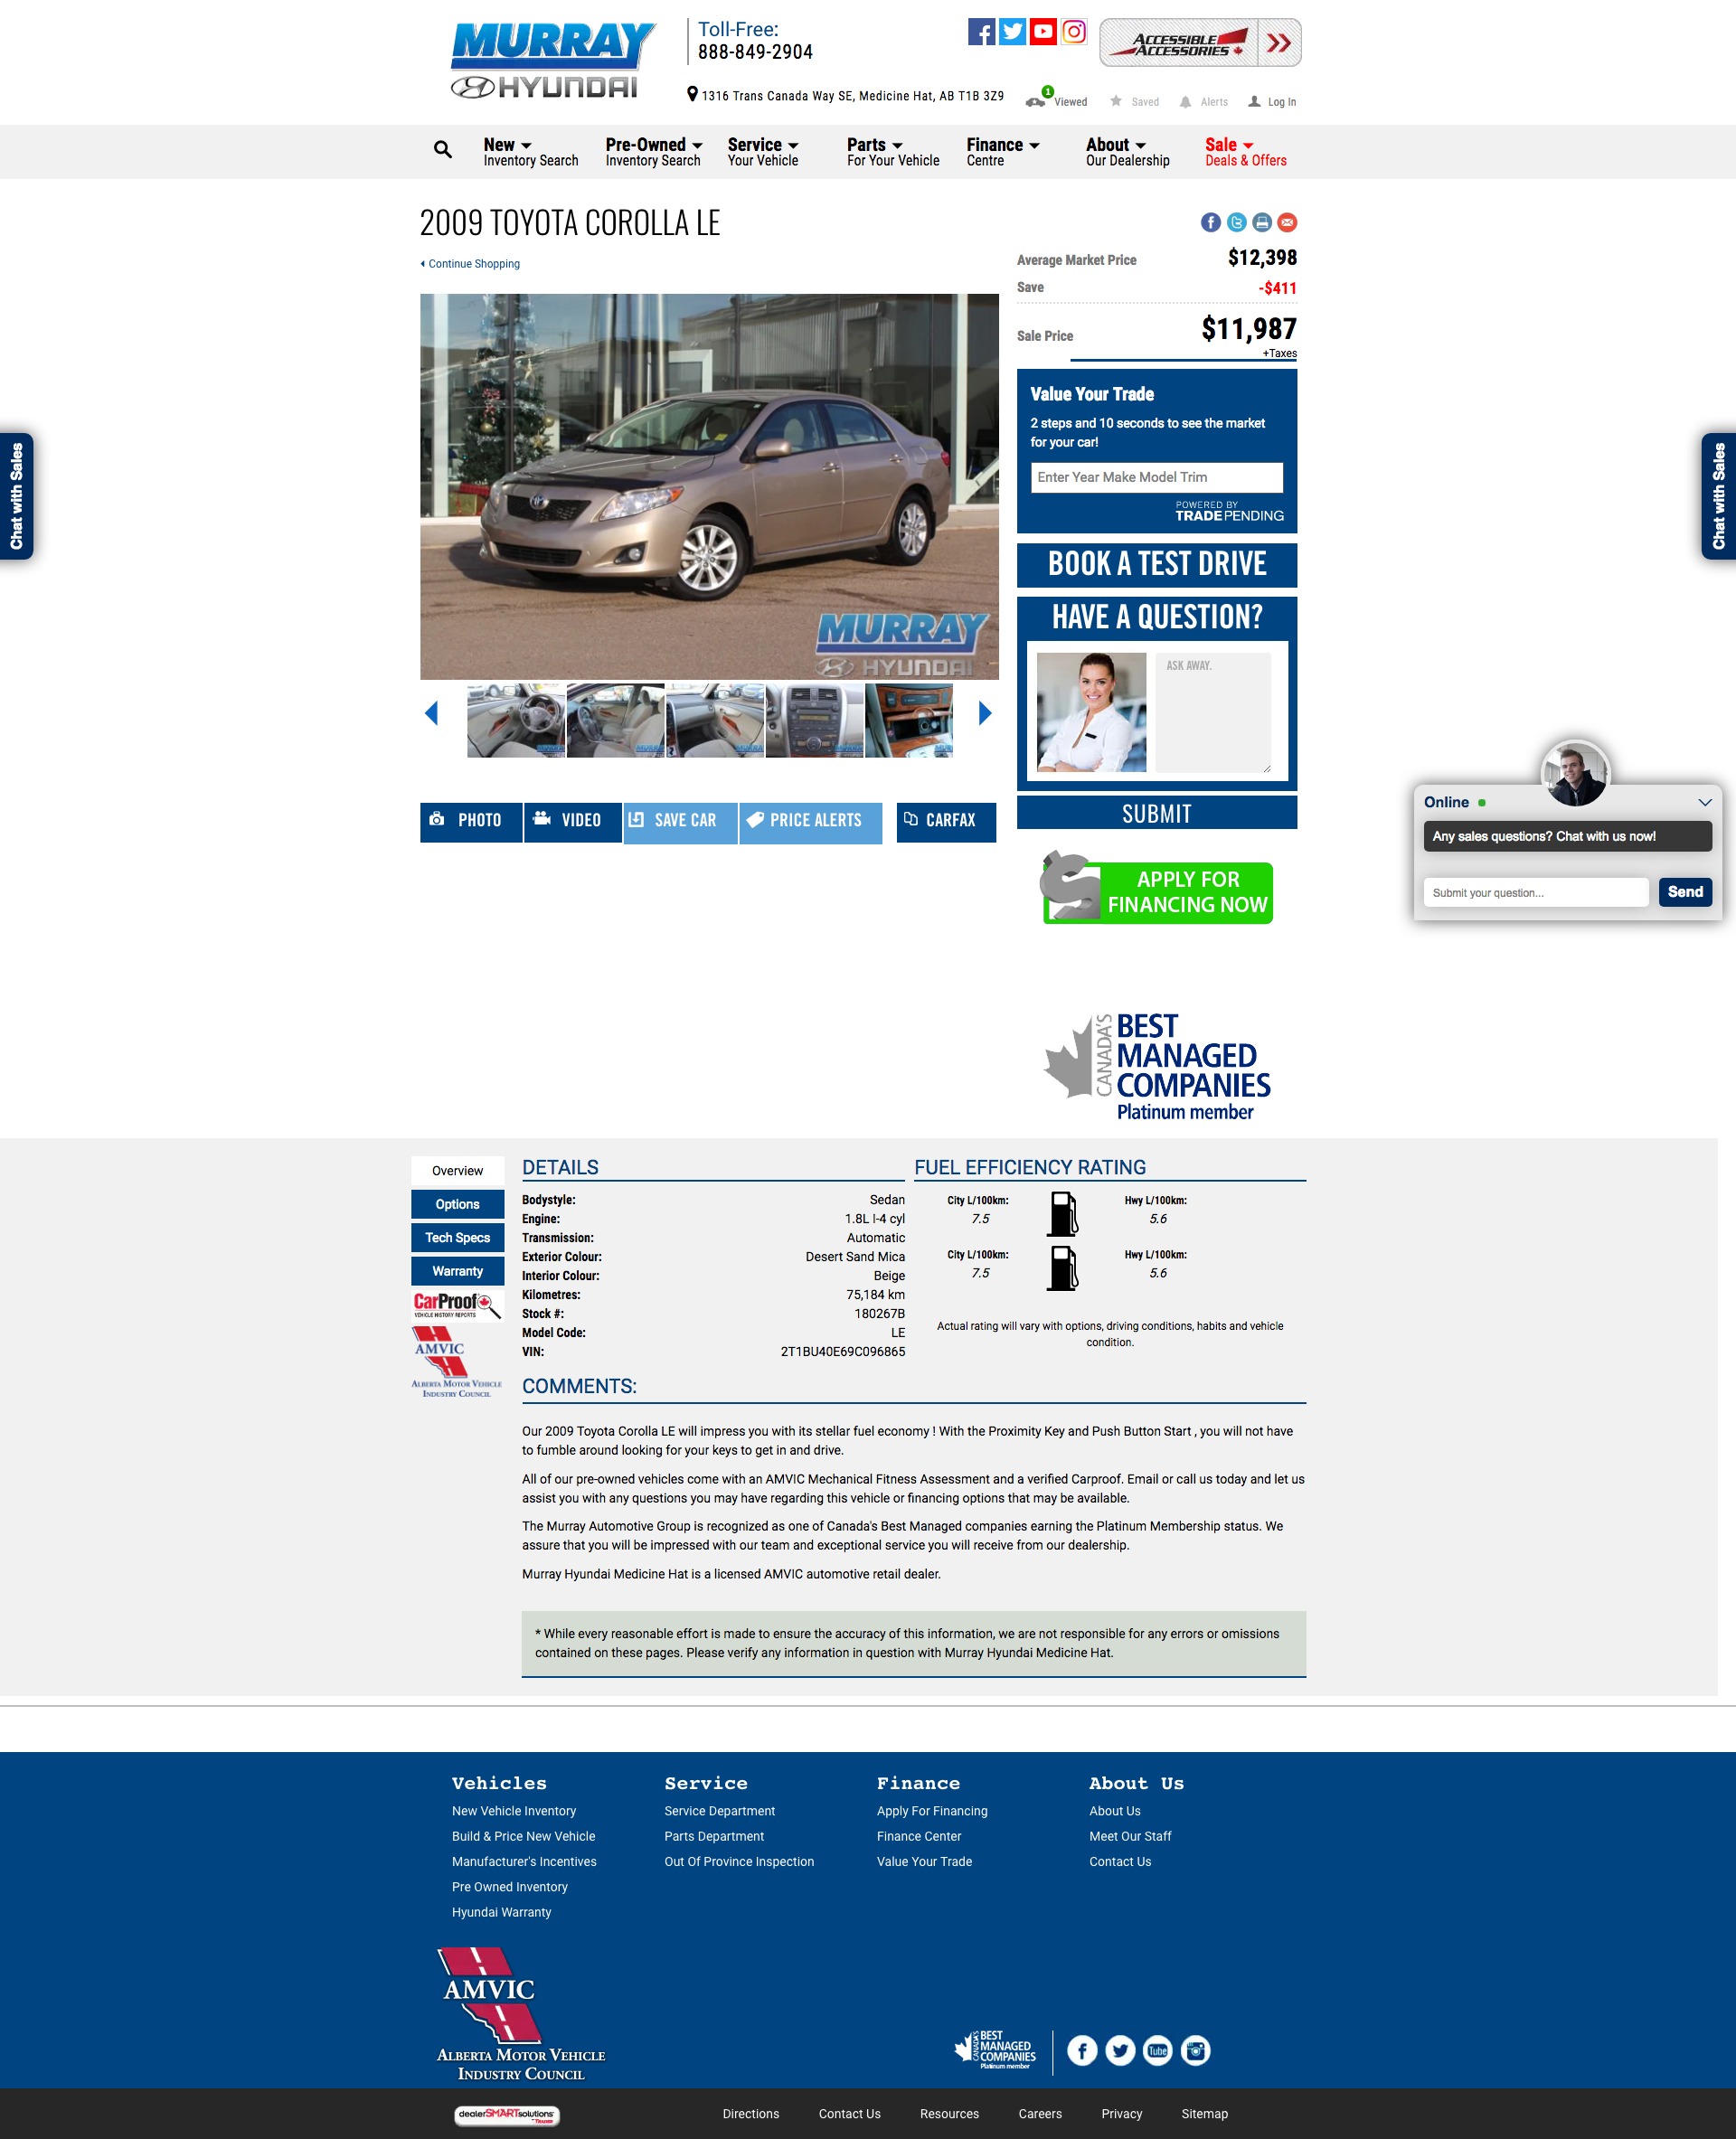 MURRAY
HYUNDAI
Toll-Free:
888-849-2904
1316 Trans Canada Way SE, Medicine Hat, AB T1B 3Z9
ACCESSIBLE
ACCESSORIES
1
Viewed
Saved
Alerts
Log In
New
Inventory Search
Pre-Owned
Inventory Search
Service
Your Vehicle
Parts
For Your Vehicle
Finance
Centre
About
Our Dealership
Sale
Deals & Offers
2009 TOYOTA COROLLA LE
Continue Shopping
Average Market Price $12,398
Save -$411
Sale Price $11,987
+Taxes
Value Your Trade
2 steps and 10 seconds to see the market
for your car!
Enter Year Make Model Trim
POWERED BY
TRADEPENDING
BOOK A TEST DRIVE
HAVE A QUESTION?
ASK AWAY.
SUBMIT
MURRAY
HYUNDAI
PHOTO
VIDEO
SAVE CAR
PRICE ALERTS
CARFAX
APPLY FOR
FINANCING NOW
Chat with Sales
Chat with Sales
Online
Any sales questions? Chat with us now!
Submit your question...
Send
CANADA'S
BEST
MANAGED
COMPANIES
Platinum member
Overview
Options
Tech Specs
Warranty
CarProof
VEHICLE HISTORY REPORTS
AMVIC
ALBERTA MOTOR VEHICLE
INDUSTRY COUNCIL
DETAILS
Bodystyle: Sedan
Engine: 1.8L I-4 cyl
Transmission: Automatic
Exterior Colour: Desert Sand Mica
Interior Colour: Beige
Kilometres: 75,184 km
Stock #: 180267B
Model Code: LE
VIN: 2T1BU40E69C096865
FUEL EFFICIENCY RATING
City L/100km: Hwy L/100km:
7.5 5.6
City L/100km: Hwy L/100km:
7.5 5.6
Actual rating will vary with options, driving conditions, habits and vehicle
condition.
COMMENTS:
Our 2009 Toyota Corolla LE will impress you with its stellar fuel economy ! With the Proximity Key and Push Button Start , you will not have
to fumble around looking for your keys to get in and drive.
All of our pre-owned vehicles come with an AMVIC Mechanical Fitness Assessment and a verified Carproof. Email or call us today and let us
assist you with any questions you may have regarding this vehicle or financing options that may be available.
The Murray Automotive Group is recognized as one of Canada's Best Managed companies earning the Platinum Membership status. We
assure that you will be impressed with our team and exceptional service you will receive from our dealership.
Murray Hyundai Medicine Hat is a licensed AMVIC automotive retail dealer.
* While every reasonable effort is made to ensure the accuracy of this information, we are not responsible for any errors or omissions
contained on these pages. Please verify any information in question with Murray Hyundai Medicine Hat.
Vehicles
New Vehicle Inventory
Build & Price New Vehicle
Manufacturer's Incentives
Pre Owned Inventory
Hyundai Warranty
Service
Service Department
Parts Department
Out Of Province Inspection
Finance
Apply For Financing
Finance Center
Value Your Trade
About Us
About Us
Meet Our Staff
Contact Us
AMVIC
ALBERTA MOTOR VEHICLE
INDUSTRY COUNCIL
CANADA'S
BEST
MANAGED
COMPANIES
Platinum member
Tube
dealerSMARTsolutions
Directions
Contact Us
Resources
Careers
Privacy
Sitemap